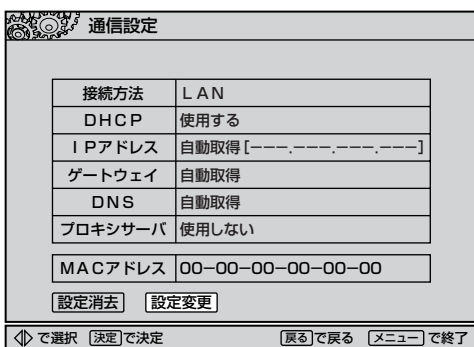 通信設定
接続方法 LAN
DHCP 使用する
IPアドレス 自動取得[−−−.−−−.−−−.−−−]
ゲートウェイ 自動取得
DNS 自動取得
プロキシサーバ 使用しない
MACアドレス 00−00−00−00−00−00
設定消去 設定変更
で選択 決定で決定 戻るで戻る メニューで終了